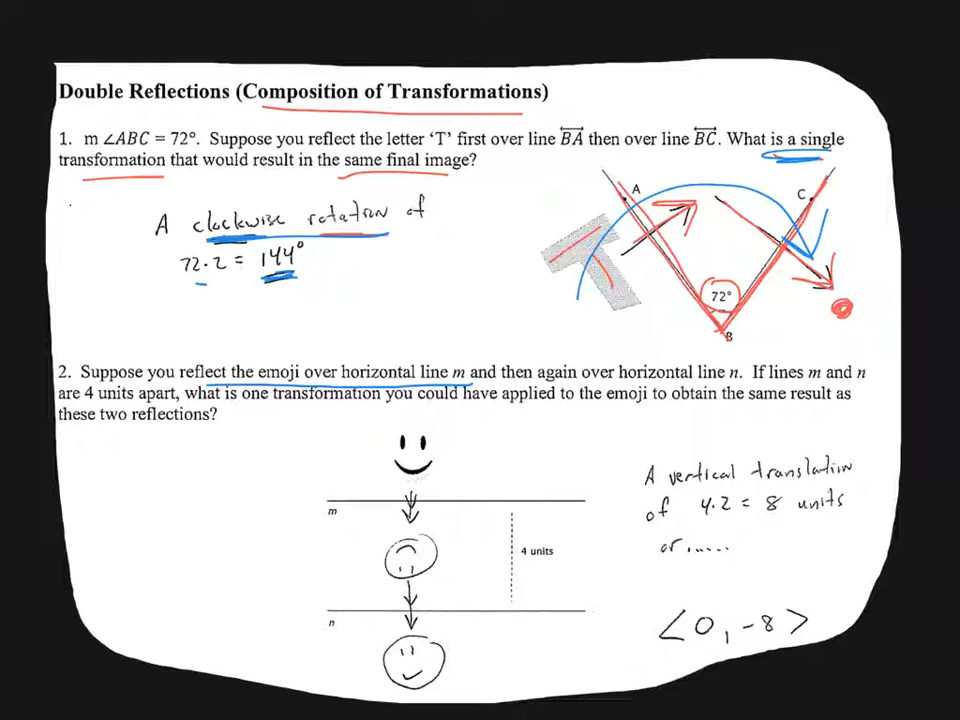 Double Reflections (Composition of Transformations)
1. m ∠ABC = 72°. Suppose you reflect the letter ‘T’ first over line BA then over line BC. What is a single
transformation that would result in the same final image?
A clockwise rotation of
72·2 = 144°
A
C
72°
B
2. Suppose you reflect the emoji over horizontal line m and then again over horizontal line n. If lines m and n
are 4 units apart, what is one transformation you could have applied to the emoji to obtain the same result as
these two reflections?
m
4 units
n
A vertical translation
of 4·2 = 8 units
or......
<0, -8>